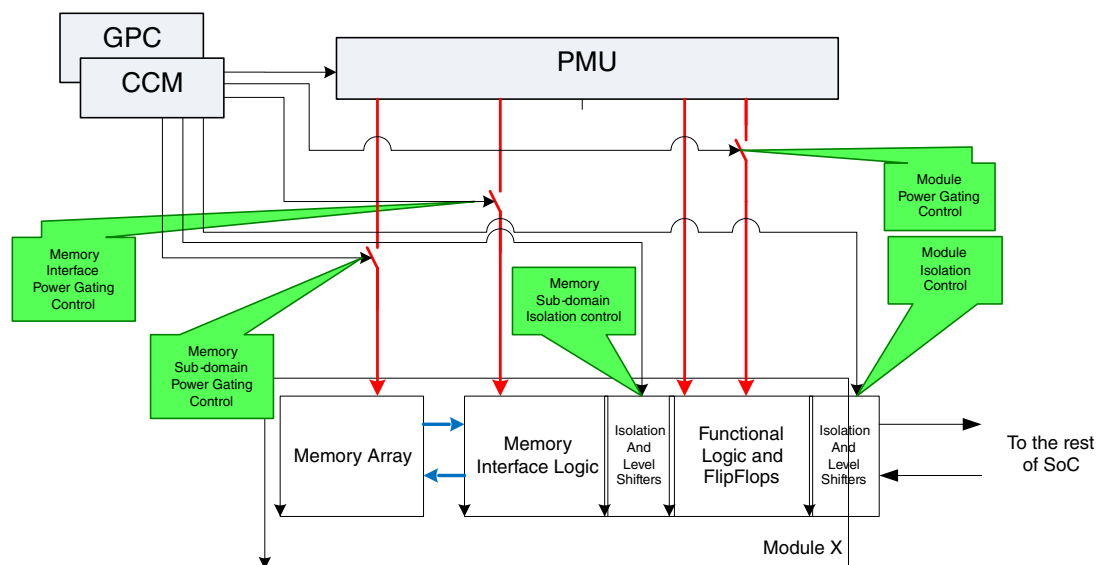 GPC
CCM
PMU
Module
Power Gating
Control
Memory
Interface
Power Gating
Control
Module
Isolation
Control
Memory
Sub-domain
Isolation control
Memory
Sub-domain
Power Gating
Control
Memory Array
Memory
Interface Logic
Isolation
And
Level
Shifters
Functional
Logic and
FlipFlops
Isolation
And
Level
Shifters
To the rest
of SoC
Module X